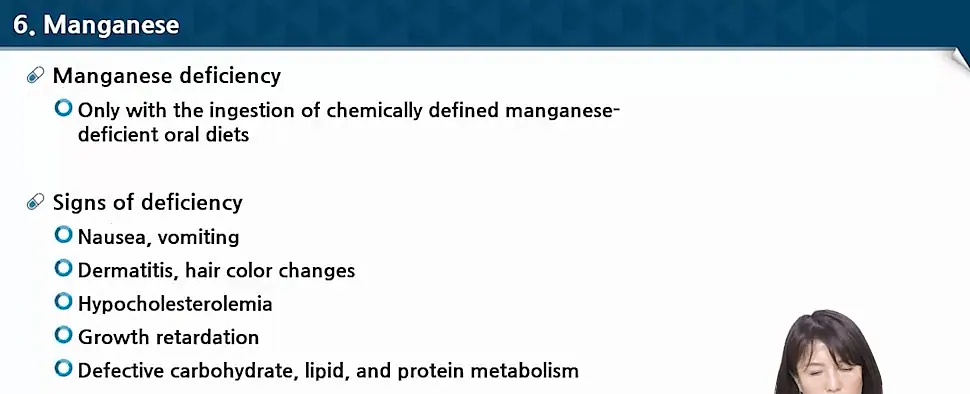 6. Manganese
Manganese deficiency
Only with the ingestion of chemically defined manganese-
deficient oral diets
Signs of deficiency
Nausea, vomiting
Dermatitis, hair color changes
Hypocholesterolemia
Growth retardation
Defective carbohydrate, lipid, and protein metabolism